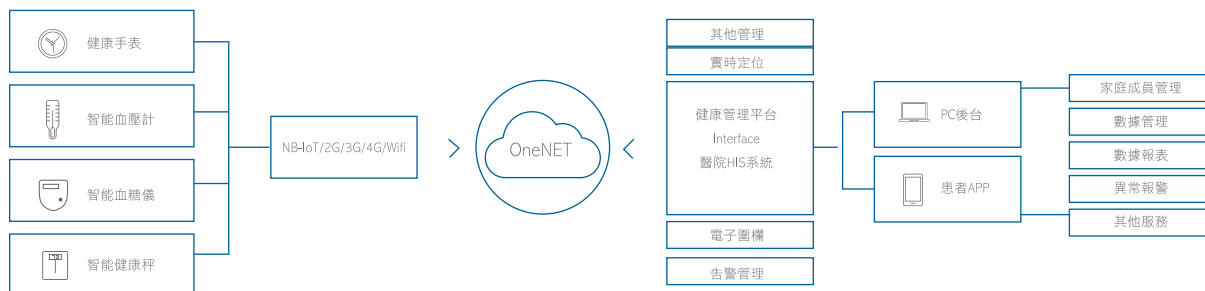 健康手表
智能血壓計
智能血糖儀
智能健康秤
NB-IoT/2G/3G/4G/Wifi
OneNET
其他管理
實時定位
健康管理平台
Interface
醫院HIS系統
電子圍欄
告警管理
PC後台
患者APP
家庭成員管理
數據管理
數據報表
異常報警
其他服務